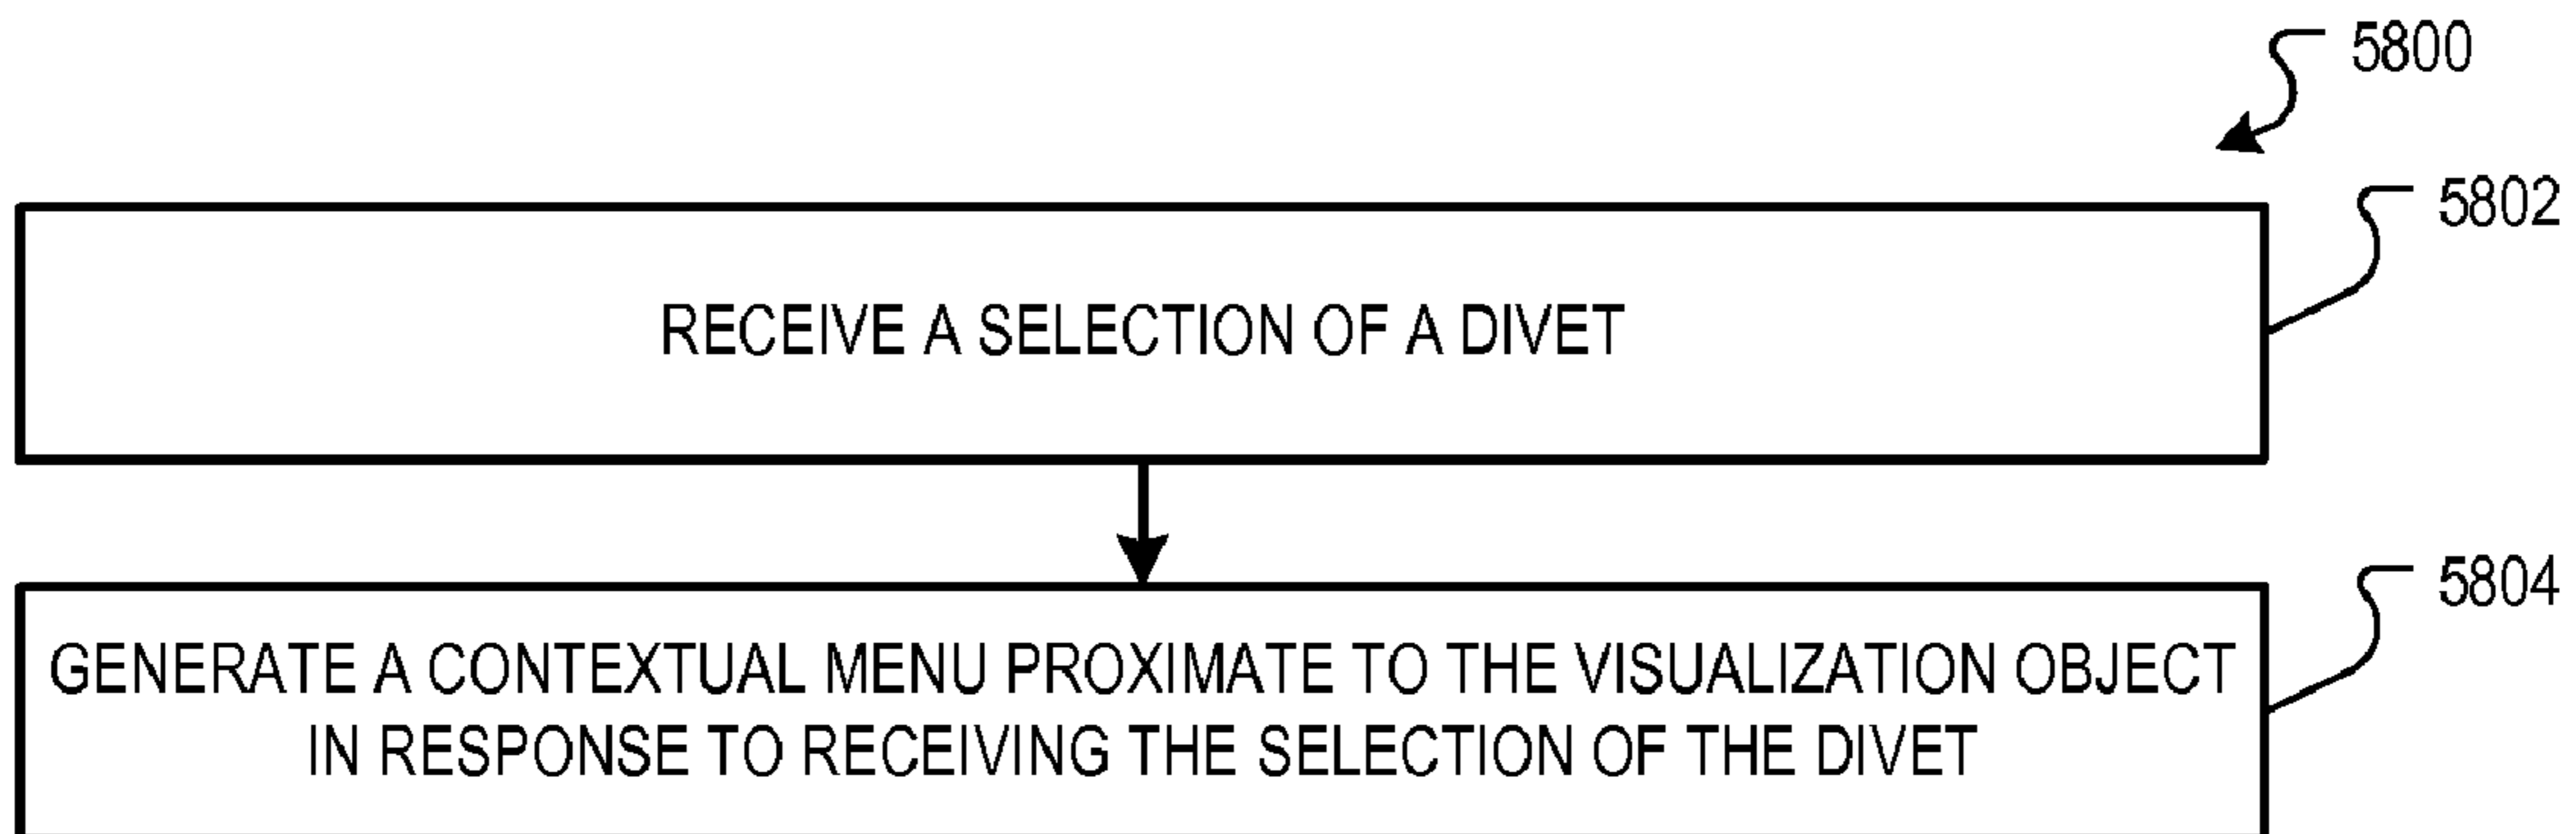 5800
5802
RECEIVE A SELECTION OF A DIVET
5804
GENERATE A CONTEXTUAL MENU PROXIMATE TO THE VISUALIZATION OBJECT
IN RESPONSE TO RECEIVING THE SELECTION OF THE DIVET